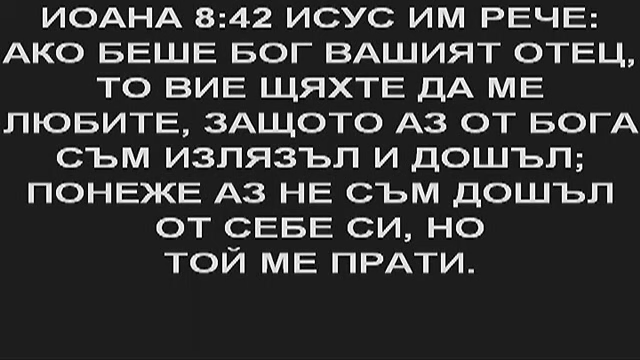 ИОАНА 8:42 ИСУС ИМ РЕЧЕ:
АКО БЕШЕ БОГ ВАШИЯТ ОТЕЦ,
ТО ВИЕ ЩЯХТЕ ДА МЕ
ЛЮБИТЕ, ЗАЩОТО АЗ ОТ БОГА
СЪМ ИЗЛЯЗЪЛ И ДОШЪЛ;
ПОНЕЖЕ АЗ НЕ СЪМ ДОШЪЛ
ОТ СЕБЕ СИ, НО
ТОЙ МЕ ПРАТИ.